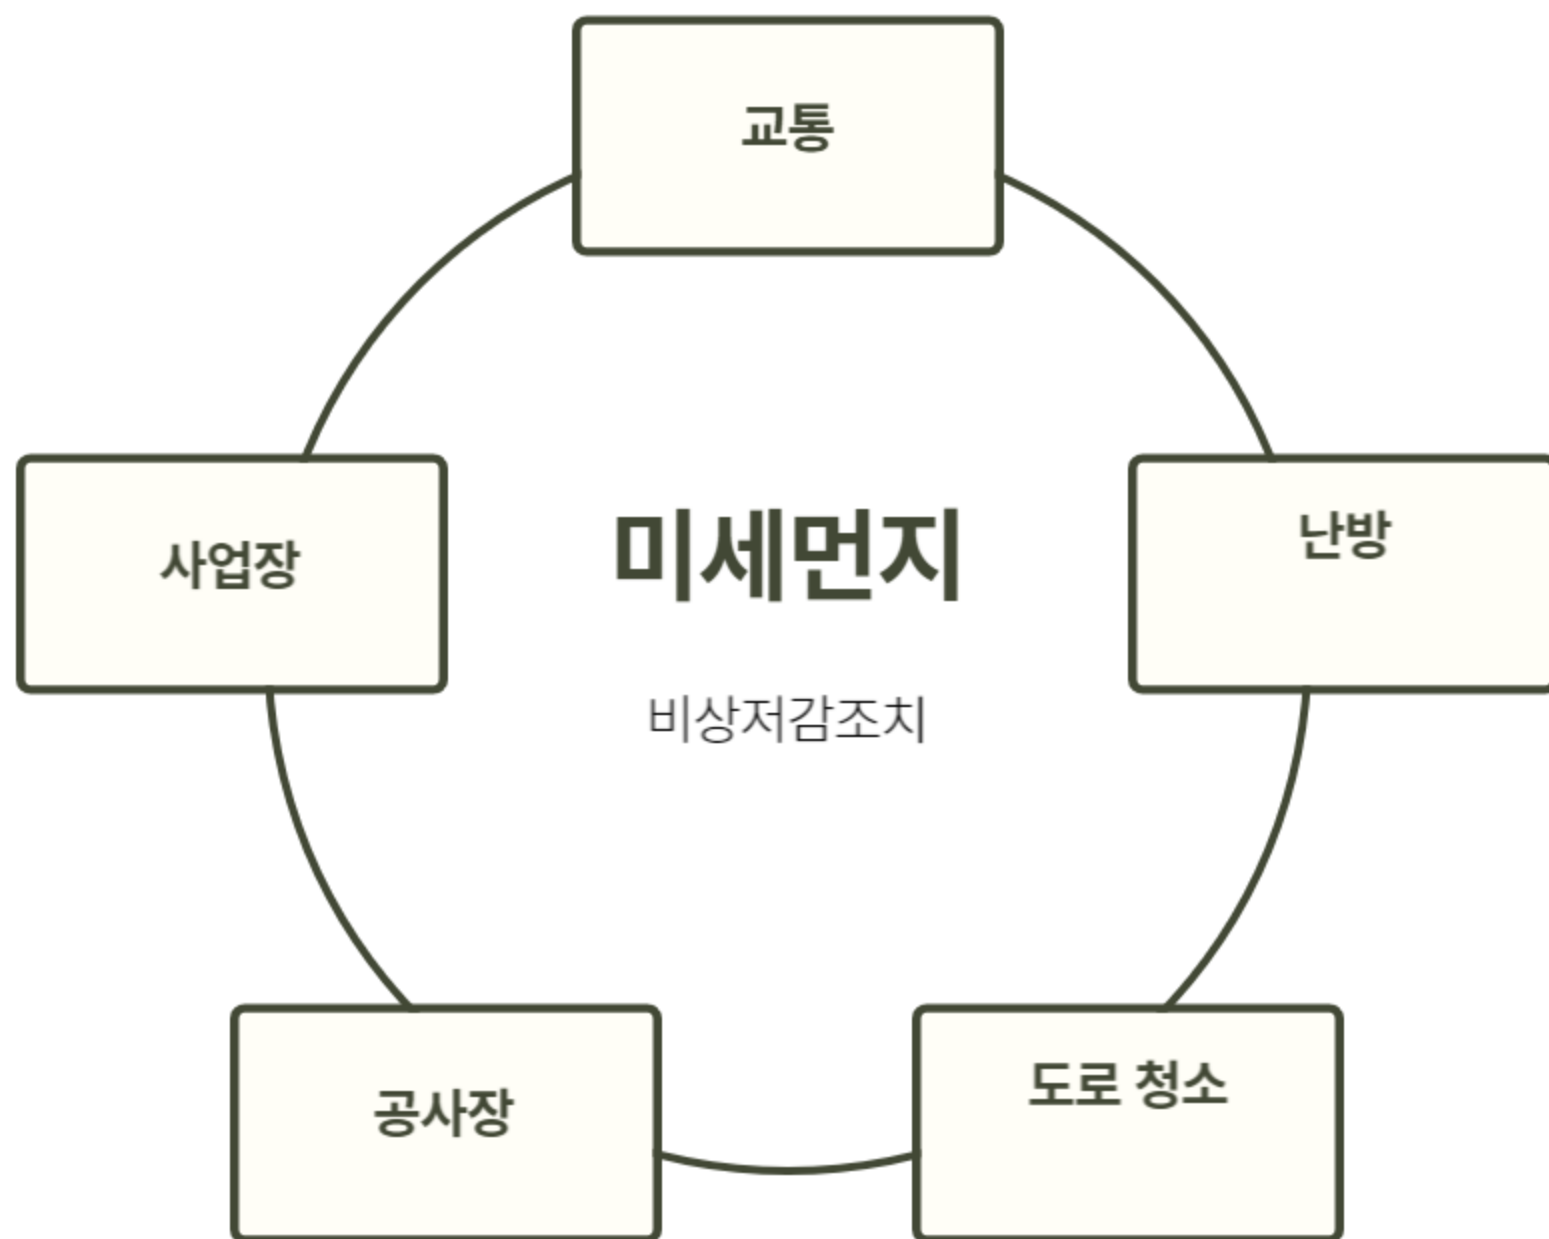 교통
사업장
미세먼지
비상저감조치
난방
공사장
도로 청소